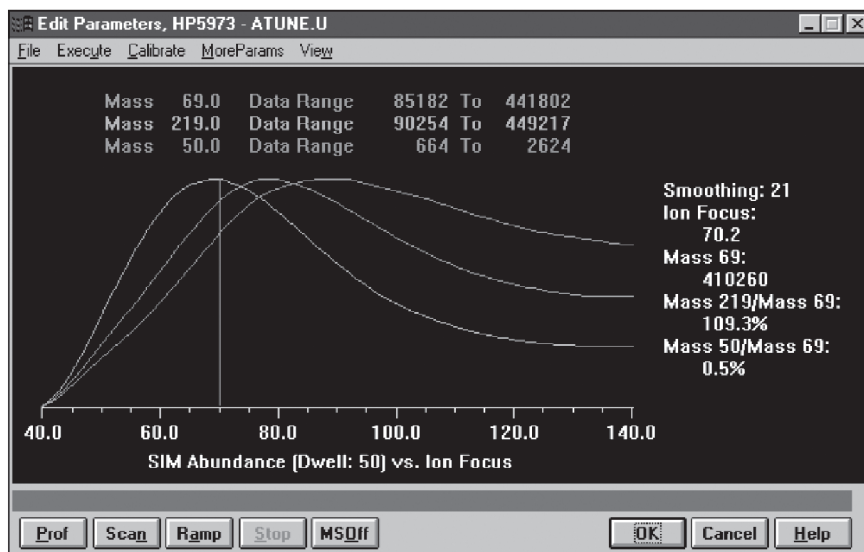 Edit Parameters, HP5973 - ATUNE.U
File Execute Calibrate MoreParams View
Mass 69.0 Data Range 85182 To 441802
Mass 219.0 Data Range 90254 To 449217
Mass 50.0 Data Range 664 To 2624
Smoothing: 21
Ion Focus:
70.2
Mass 69:
410260
Mass 219/Mass 69:
109.3%
Mass 50/Mass 69:
0.5%
40.0 60.0 80.0 100.0 120.0 140.0
SIM Abundance (Dwell: 50) vs. Ion Focus
Prof Scan Ramp Stop MSOff OK Cancel Help